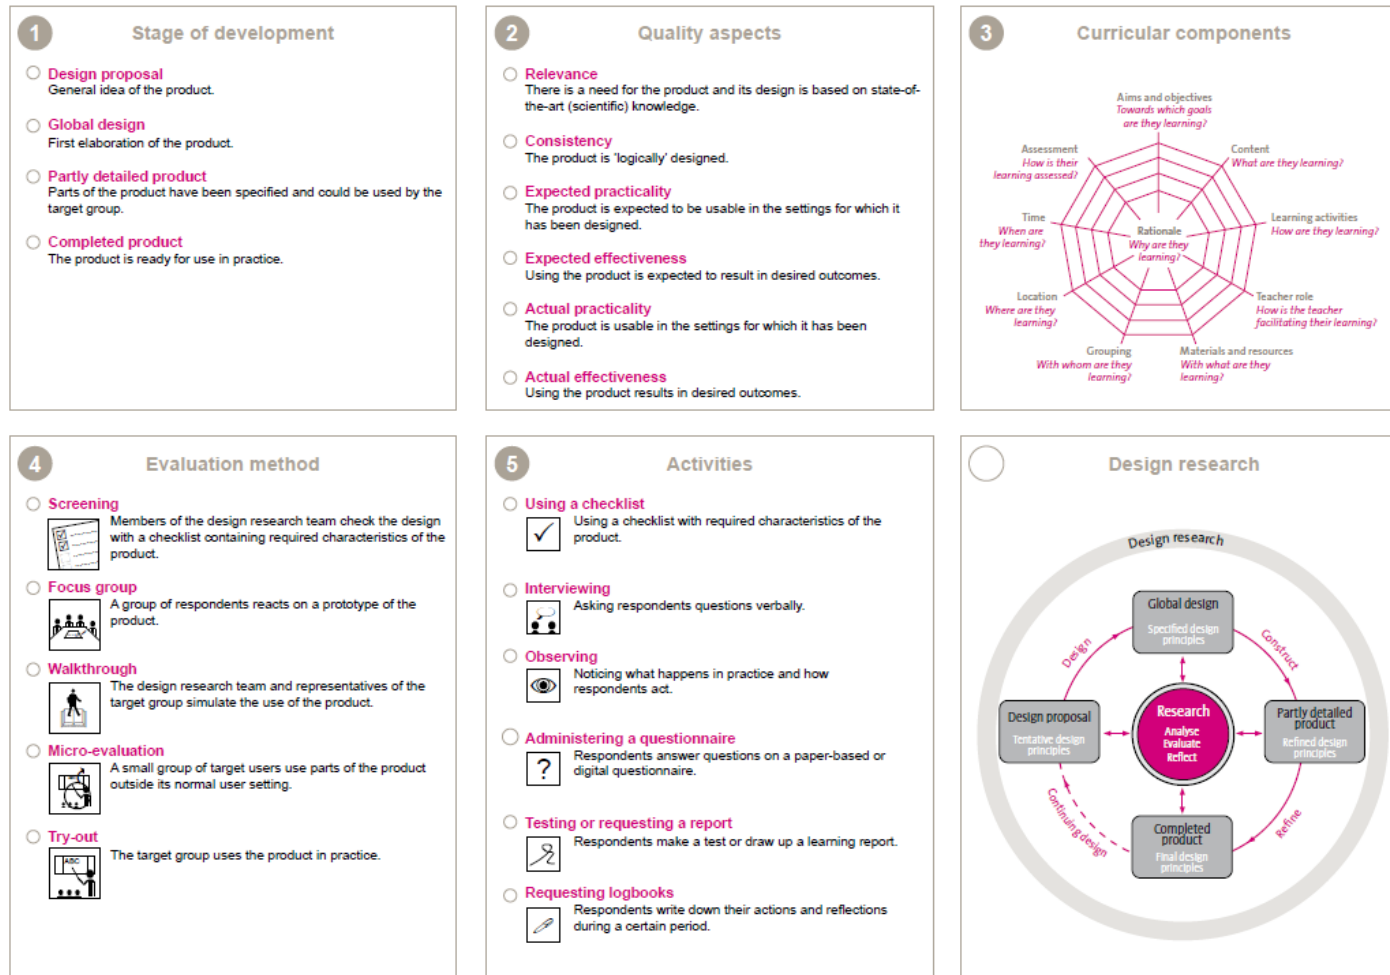 1
Stage of development
Design proposal
General idea of the product.
Global design
First elaboration of the product.
Partly detailed product
Parts of the product have been specified and could be used by the
target group.
Completed product
The product is ready for use in practice.
2
Quality aspects
Relevance
There is a need for the product and its design is based on state-of-
the-art (scientific) knowledge.
Consistency
The product is 'logically' designed.
Expected practicality
The product is expected to be usable in the settings for which it
has been designed.
Expected effectiveness
Using the product is expected to result in desired outcomes.
Actual practicality
The product is usable in the settings for which it has been
designed.
Actual effectiveness
Using the product results in desired outcomes.
3
Curricular components
Aims and objectives
Towards which goals
are they learning?
Assessment
How is their
learning assessed?
Content
What are they learning?
Time
When are
they learning?
Rationale
Why are they
learning?
Learning activities
How are they learning?
Location
Where are they
learning?
Teacher role
How is the teacher
facilitating their learning?
Grouping
With whom are they
learning?
Materials and resources
With what are they
learning?
4
Evaluation method
Screening
Members of the design research team check the design
with a checklist containing required characteristics of the
product.
Focus group
A group of respondents reacts on a prototype of the
product.
Walkthrough
The design research team and representatives of the
target group simulate the use of the product.
Micro-evaluation
A small group of target users use parts of the product
outside its normal user setting.
Try-out
ABC
The target group uses the product in practice.
5
Activities
Using a checklist
Using a checklist with required characteristics of the
product.
Interviewing
Asking respondents questions verbally.
Observing
Noticing what happens in practice and how
respondents act.
Administering a questionnaire
?
Respondents answer questions on a paper-based or
digital questionnaire.
Testing or requesting a report
Respondents make a test or draw up a learning report.
Requesting logbooks
Respondents write down their actions and reflections
during a certain period.
Design research
Design research
Global design
Specified design
principles
Design
Construct
Design proposal
Tentative design
principles
Research
Analyse
Evaluate
Reflect
Partly detailed
product
Refined design
principles
Continuing design
Refine
Completed
product
Final design
principles